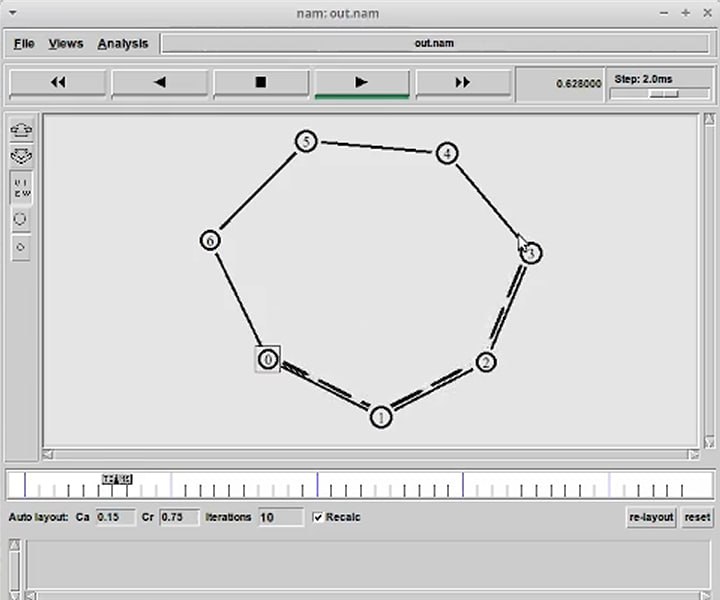 nam: out.nam
File Views Analysis out.nam
0.628000 Step: 2.0ms
5
4
6
3
0
2
1
Auto layout: Ca 0.15 Cr 0.75 Iterations 10 Recalc re-layout reset